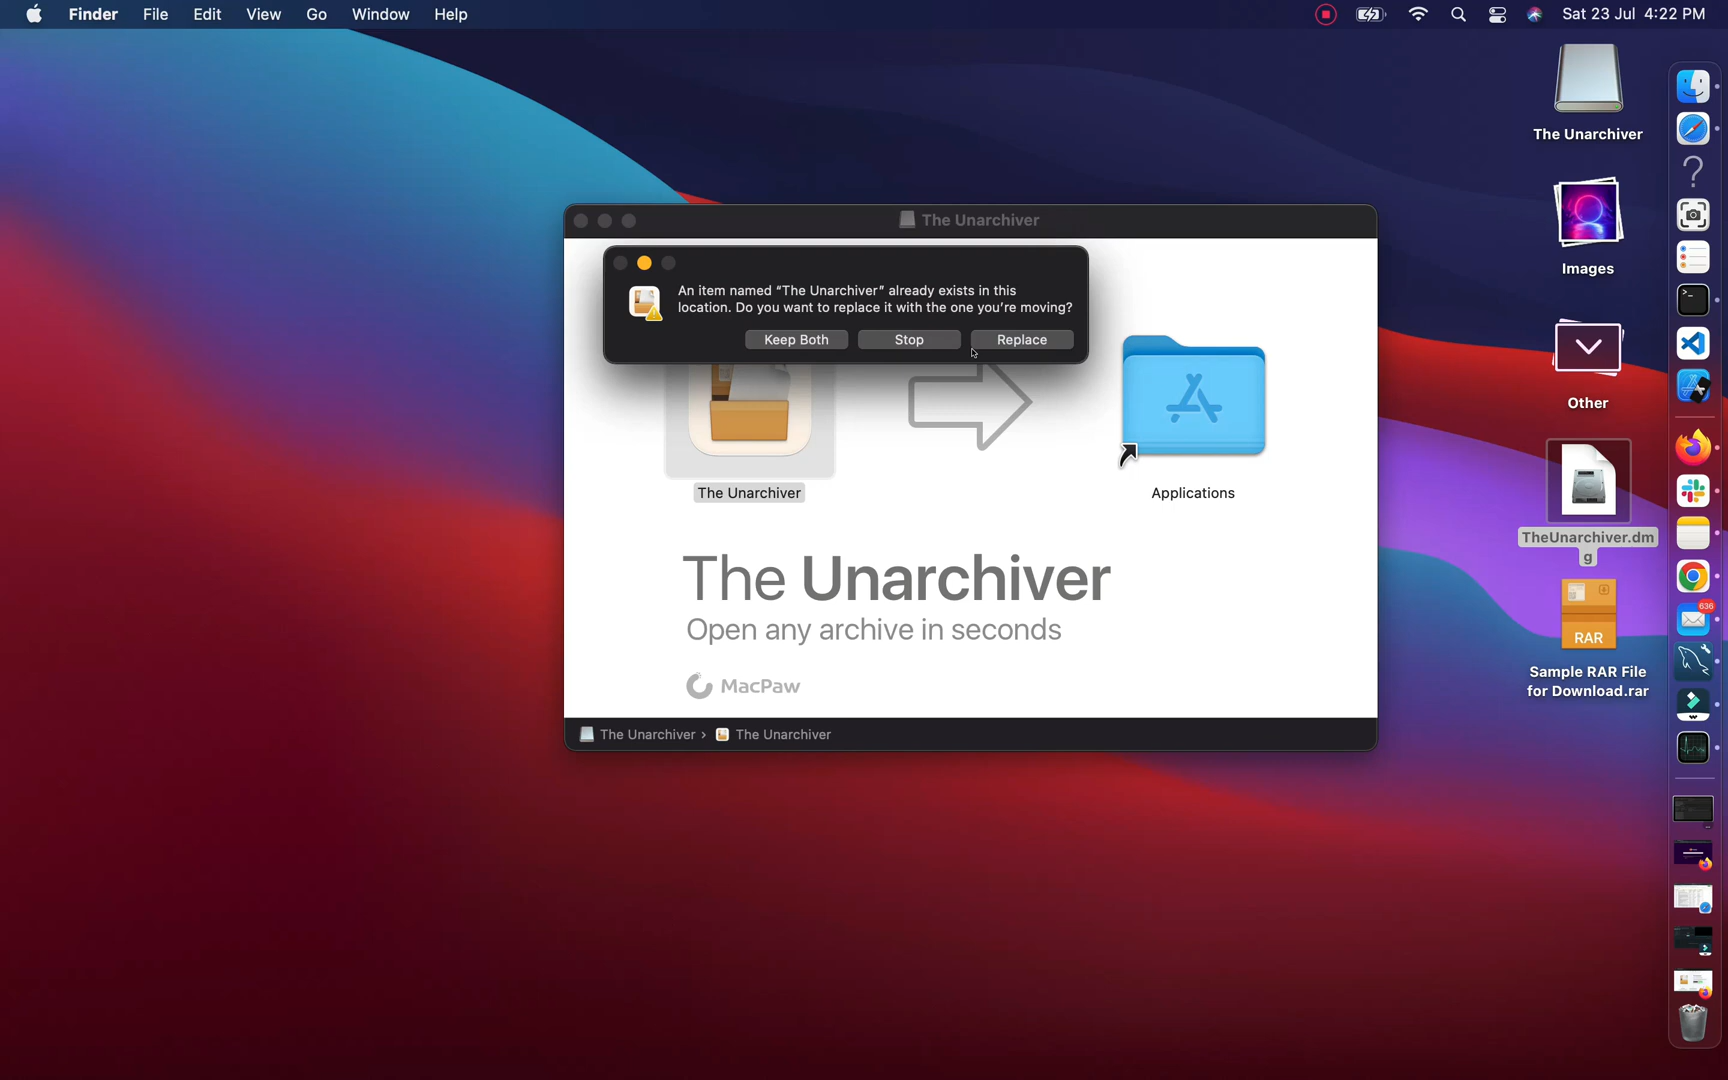 Finder File Edit View Go Window Help Sat 23 Jul 4:22 PM
The Unarchiver
Images
Other
TheUnarchiver.dm
g
RAR
Sample RAR File
for Download.rar
636
The Unarchiver
An item named “The Unarchiver” already exists in this
location. Do you want to replace it with the one you’re moving?
Keep Both Stop Replace
The Unarchiver Applications
The Unarchiver
Open any archive in seconds
MacPaw
The Unarchiver › The Unarchiver